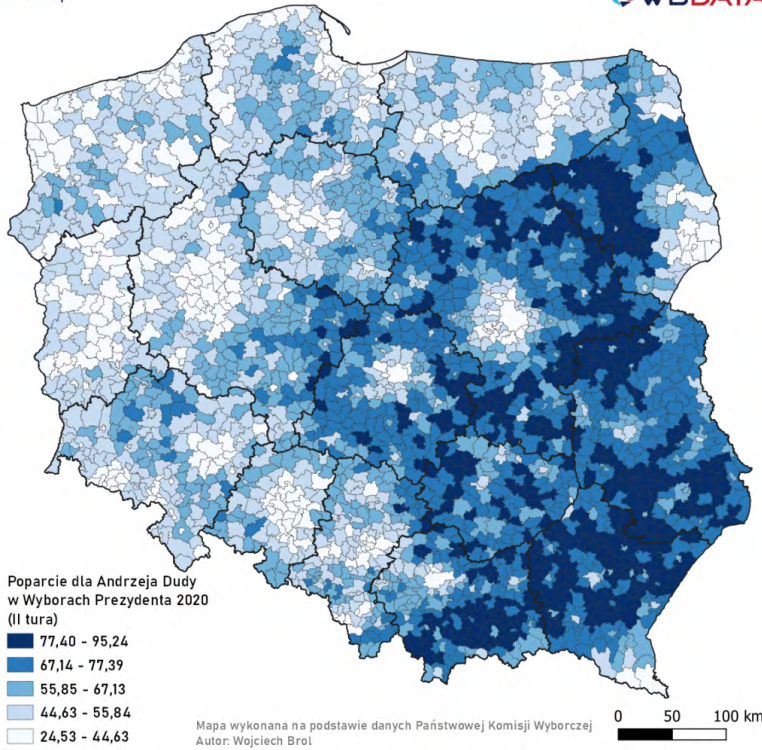 Poparcie dla Andrzeja Dudy
w Wyborach Prezydenta 2020
(II tura)
77,40 - 95,24
67,14 - 77,39
55,85 - 67,13
44,63 - 55,84
24,53 - 44,63
Mapa wykonana na podstawie danych Państwowej Komisji Wyborczej
Autor: Wojciech Brol
0 50 100 km